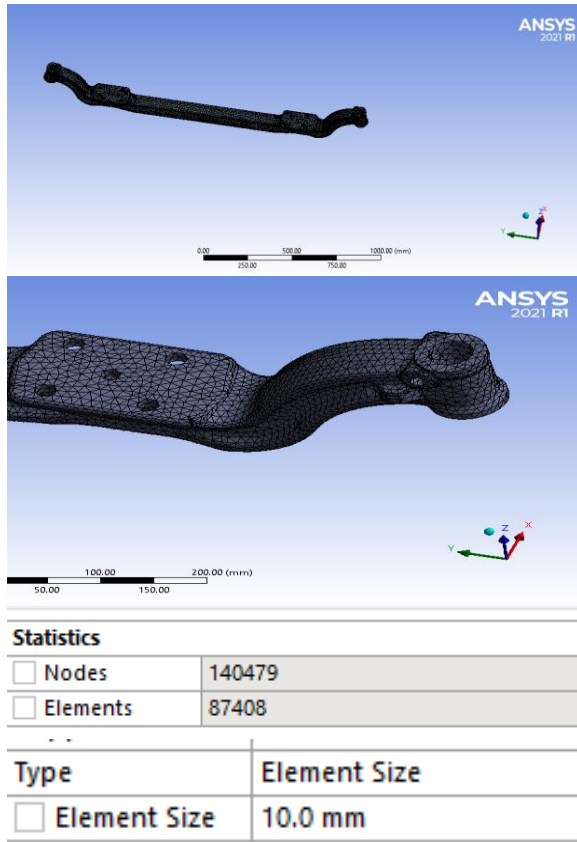 ANSYS
2021 R1
Z X
Y
0.00 500.00 1000.00 (mm)
250.00 750.00
ANSYS
2021 R1
Z X
Y
100.00 200.00 (mm)
50.00 150.00
Statistics
Nodes 140479
Elements 87408
Type Element Size
Element Size 10.0 mm